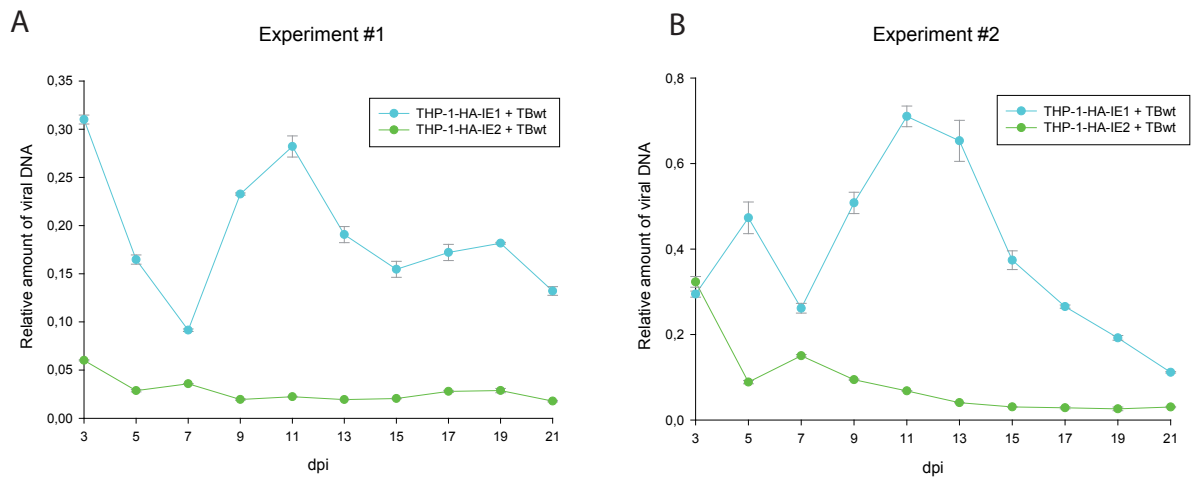 A
Experiment #1
Relative amount of viral DNA
0,35
0,30
0,25
0,20
0,15
0,10
0,05
0,00
THP-1-HA-IE1 + TBwt
THP-1-HA-IE2 + TBwt
3 5 7 9 11 13 15 17 19 21
dpi
B
Experiment #2
Relative amount of viral DNA
0,8
0,6
0,4
0,2
0,0
THP-1-HA-IE1 + TBwt
THP-1-HA-IE2 + TBwt
3 5 7 9 11 13 15 17 19 21
dpi